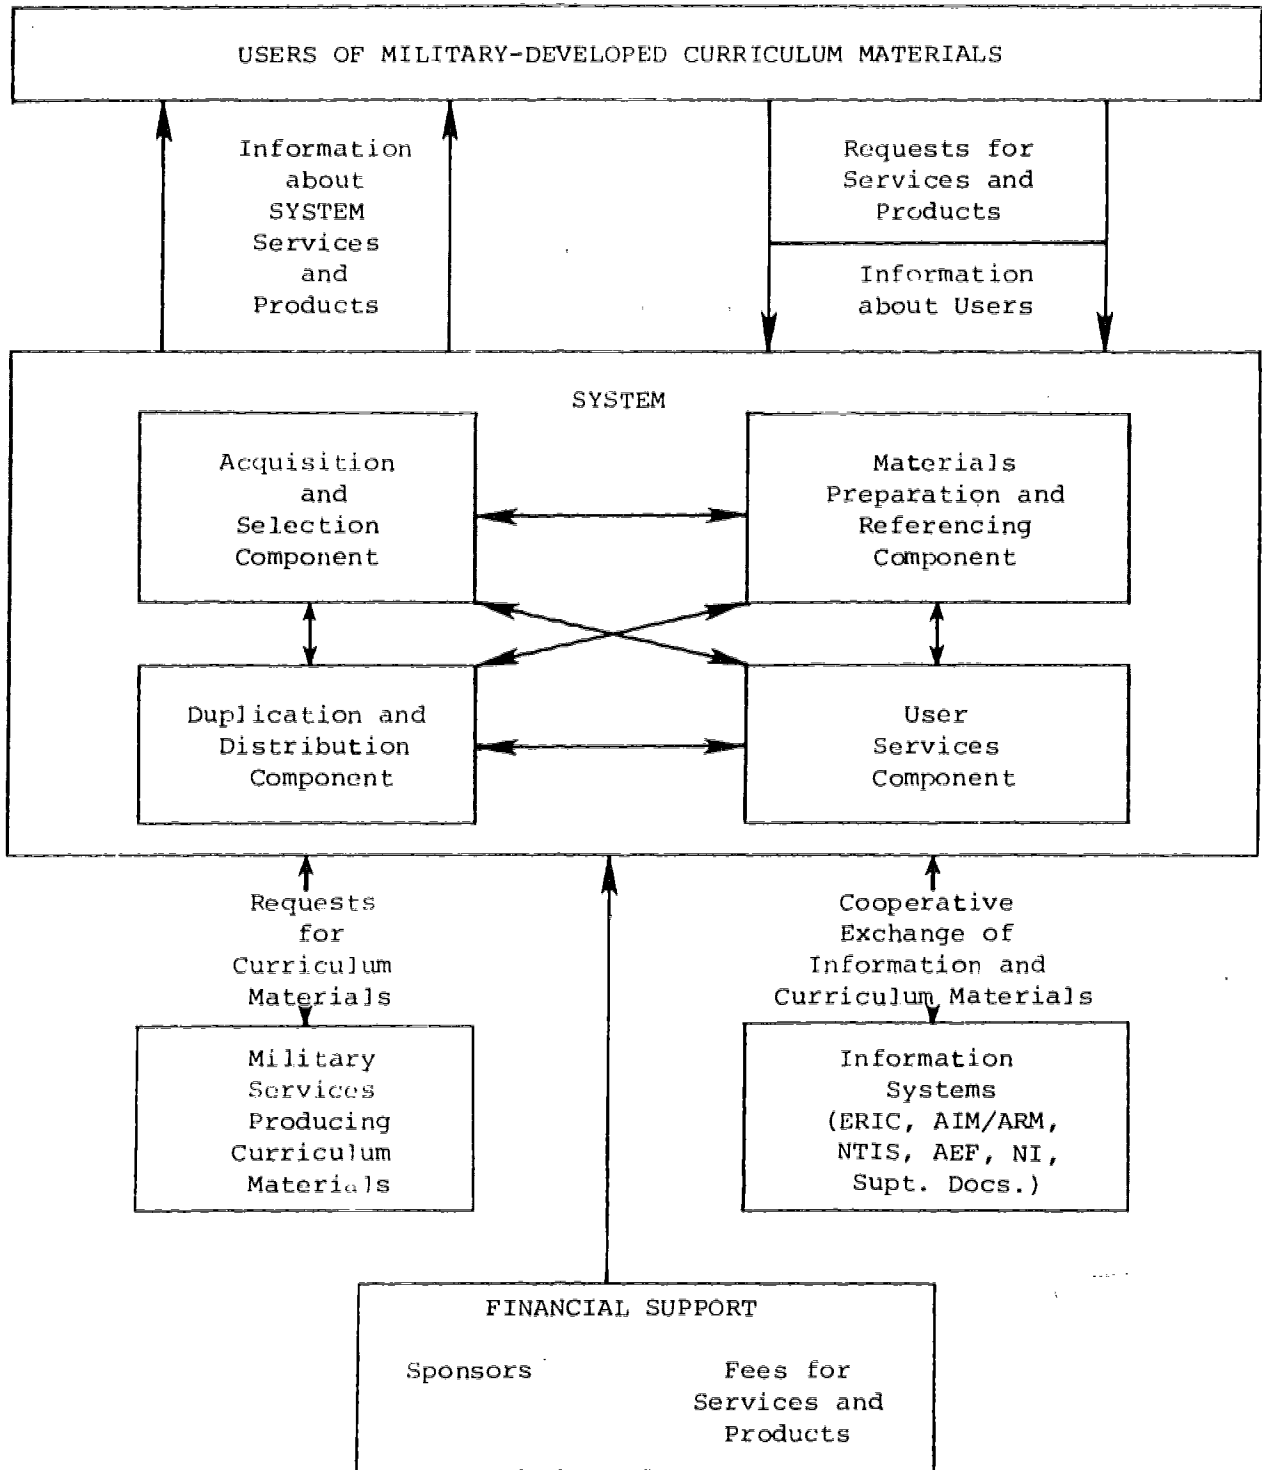 USERS OF MILITARY-DEVELOPED CURRICULUM MATERIALS
Information
about
SYSTEM
Services
and
Products
Requests for
Services and
Products
Information
about Users
SYSTEM
Acquisition
and
Selection
Component
Materials
Preparation and
Referencing
Component
Duplication and
Distribution
Component
User
Services
Component
Requests
for
Curriculum
Materials
Cooperative
Exchange of
Information and
Curriculum Materials
Military
Services
Producing
Curriculum
Materials
Information
Systems
(ERIC, AIM/ARM,
NTIS, AEF, NI,
Supt. Docs.)
FINANCIAL SUPPORT
Sponsors
Fees for
Services and
Products